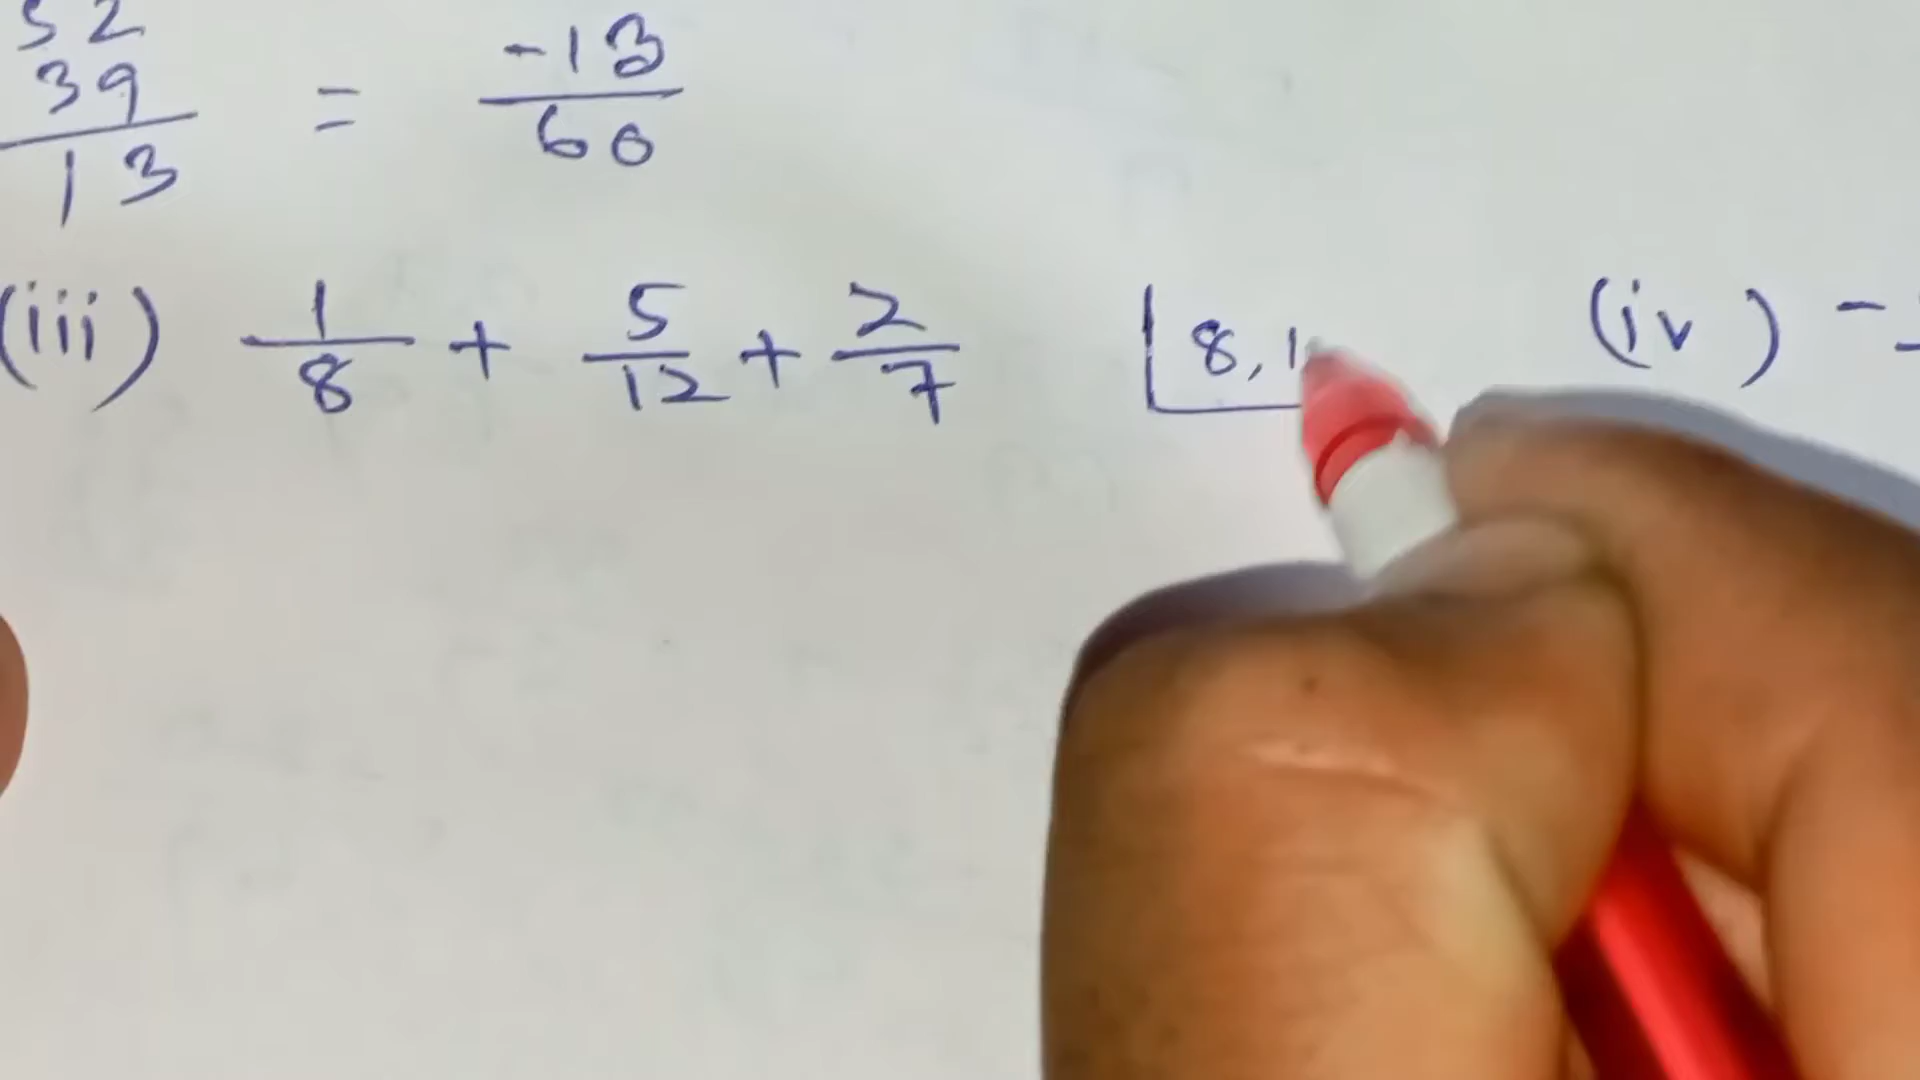 52
39
13
= -13/60
(iii) 1/8 + 5/12 + 2/7
8, 1
(iv) -